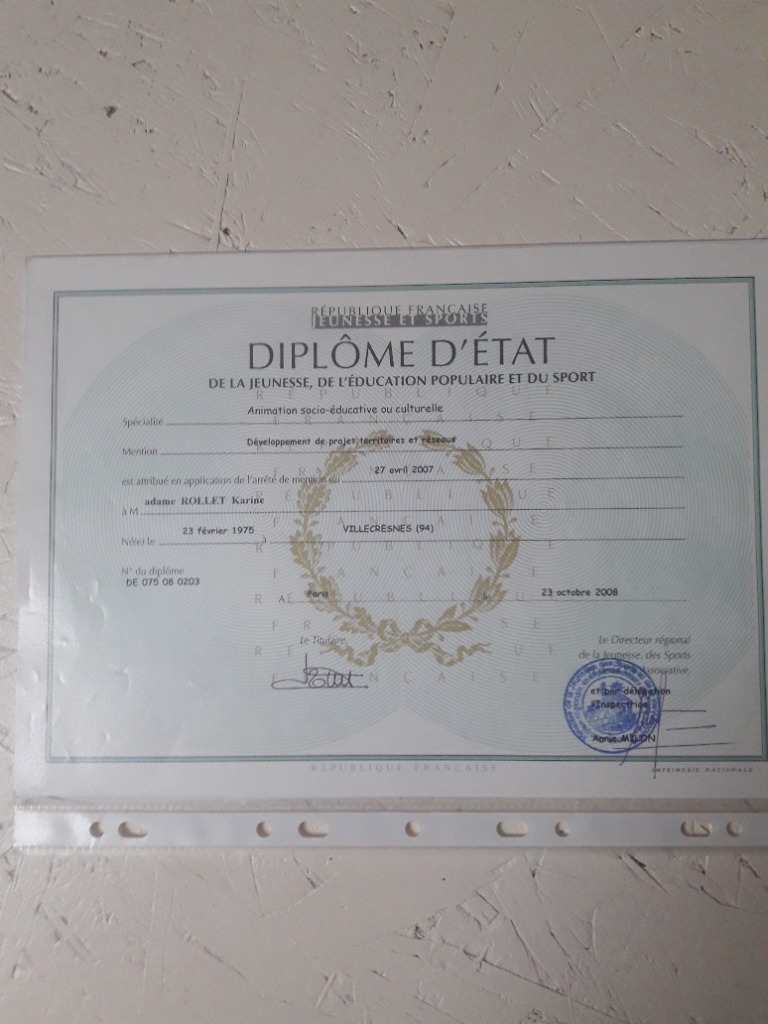 RÉPUBLIQUE FRANÇAISE
JEUNESSE ET SPORTS
DIPLÔME D'ÉTAT
DE LA JEUNESSE, DE L'ÉDUCATION POPULAIRE ET DU SPORT
Spécialité Animation socio-éducative ou culturelle
Mention Développement de projet,territoires et réseaux
est attribué en application de l'arrêté de mention du 27 avril 2007
à M adame ROLLET Karine
Né(e) le 23 février 1975 à VILLECRESNES (94)
N° du diplôme
DE 075 08 0203
A Paris le 23 octobre 2008
Le Titulaire, Le Directeur régional
de la Jeunesse, des Sports
Associative,
et par délégation
l'Inspectrice
MELON
RÉPUBLIQUE FRANÇAISE
IMPRIMERIE NATIONALE